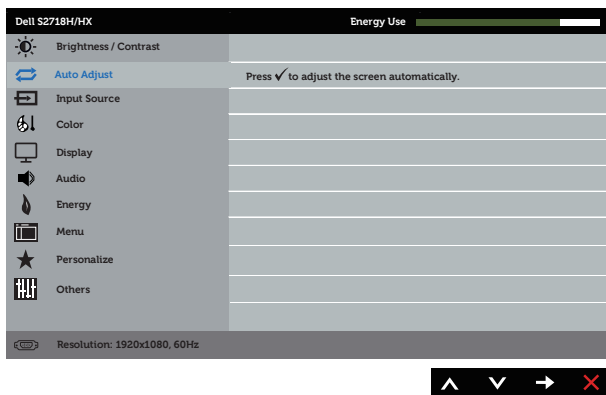 Dell S2718H/HX Energy Use
Brightness / Contrast
Auto Adjust Press ✓ to adjust the screen automatically.
Input Source
Color
Display
Audio
Energy
Menu
Personalize
Others
Resolution: 1920x1080, 60Hz